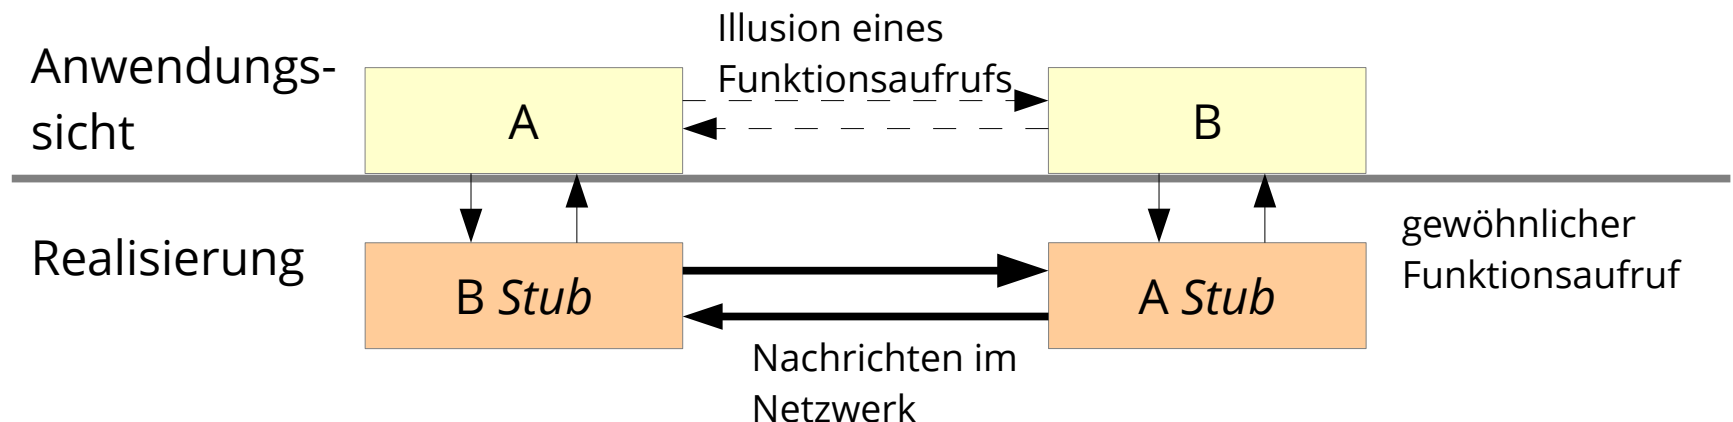 Anwendungs-
sicht
Illusion eines
Funktionsaufrufs
A
B
Realisierung
B Stub
A Stub
gewöhnlicher
Funktionsaufruf
Nachrichten im
Netzwerk